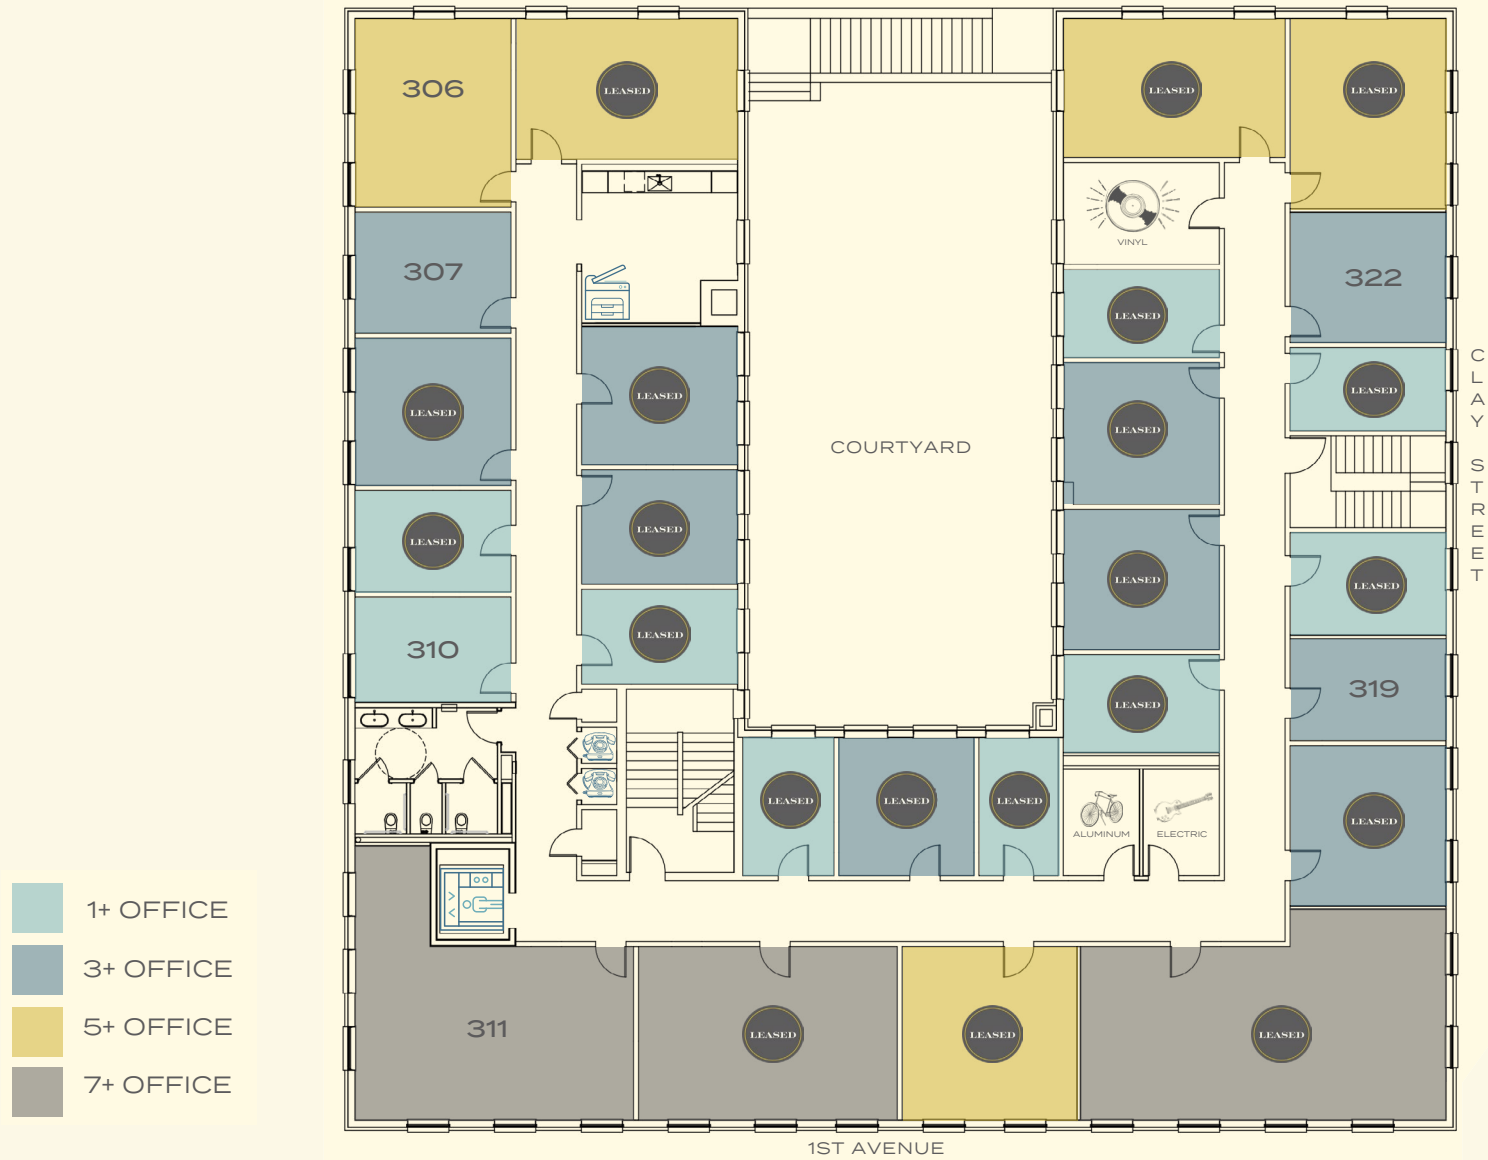 306
LEASED
LEASED
LEASED
VINYL
307
322
LEASED
LEASED
LEASED
LEASED
LEASED
LEASED
COURTYARD
CLAY STREET
LEASED
LEASED
LEASED
LEASED
LEASED
310
319
LEASED
LEASED
LEASED
LEASED
ALUMINUM
ELECTRIC
LEASED
311
LEASED
LEASED
LEASED
1+ OFFICE
3+ OFFICE
5+ OFFICE
7+ OFFICE
1ST AVENUE